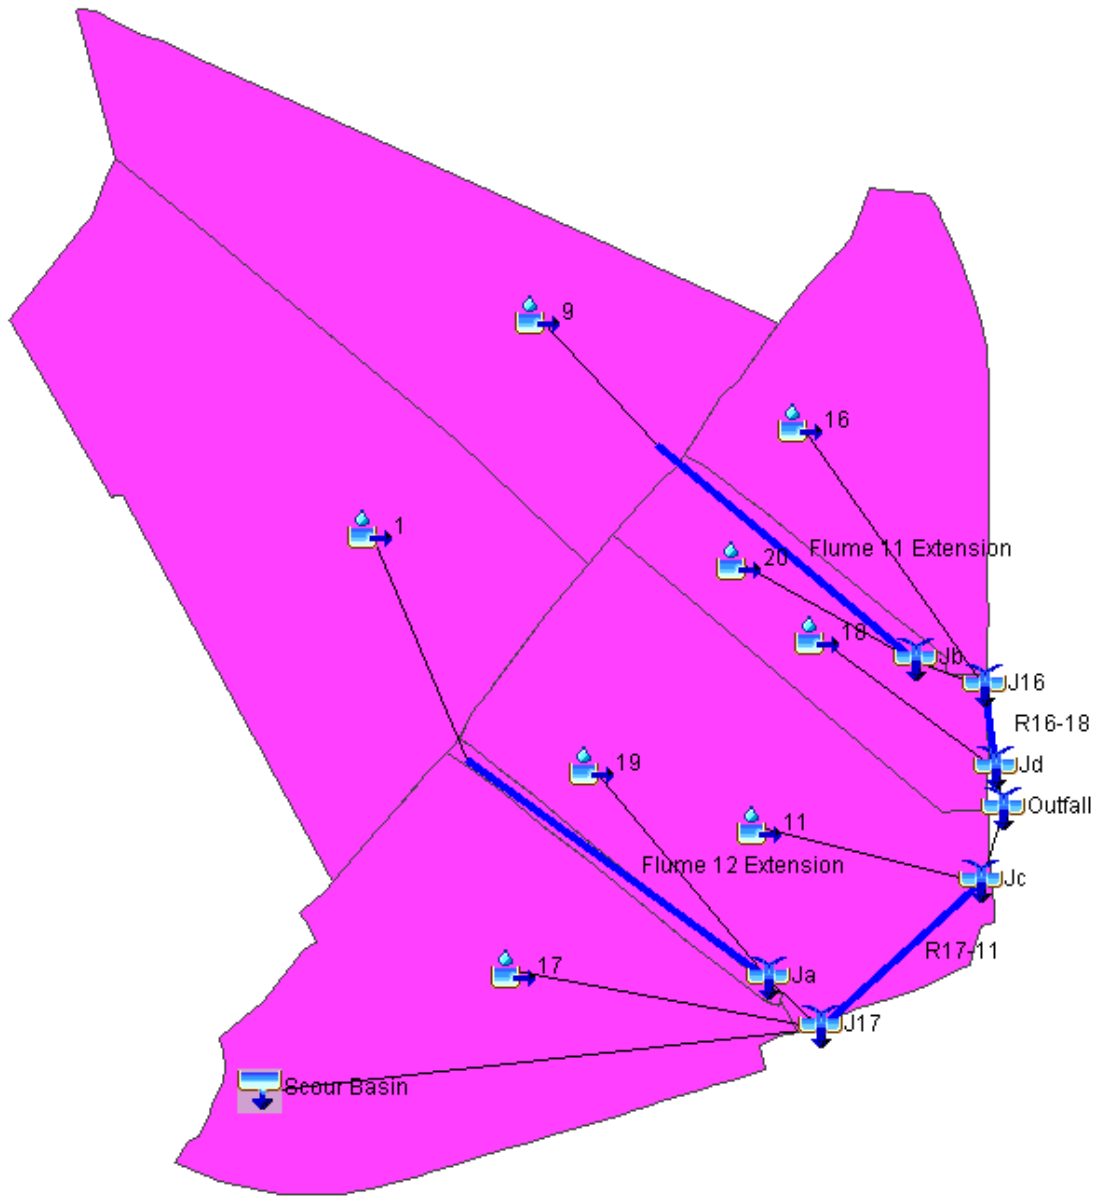 9
16
1
Flume 11 Extension
20
18
Jb
J16
R16-18
19
Jd
Outfall
11
Flume 12 Extension
Jc
R17-11
17
Ja
J17
Scour Basin